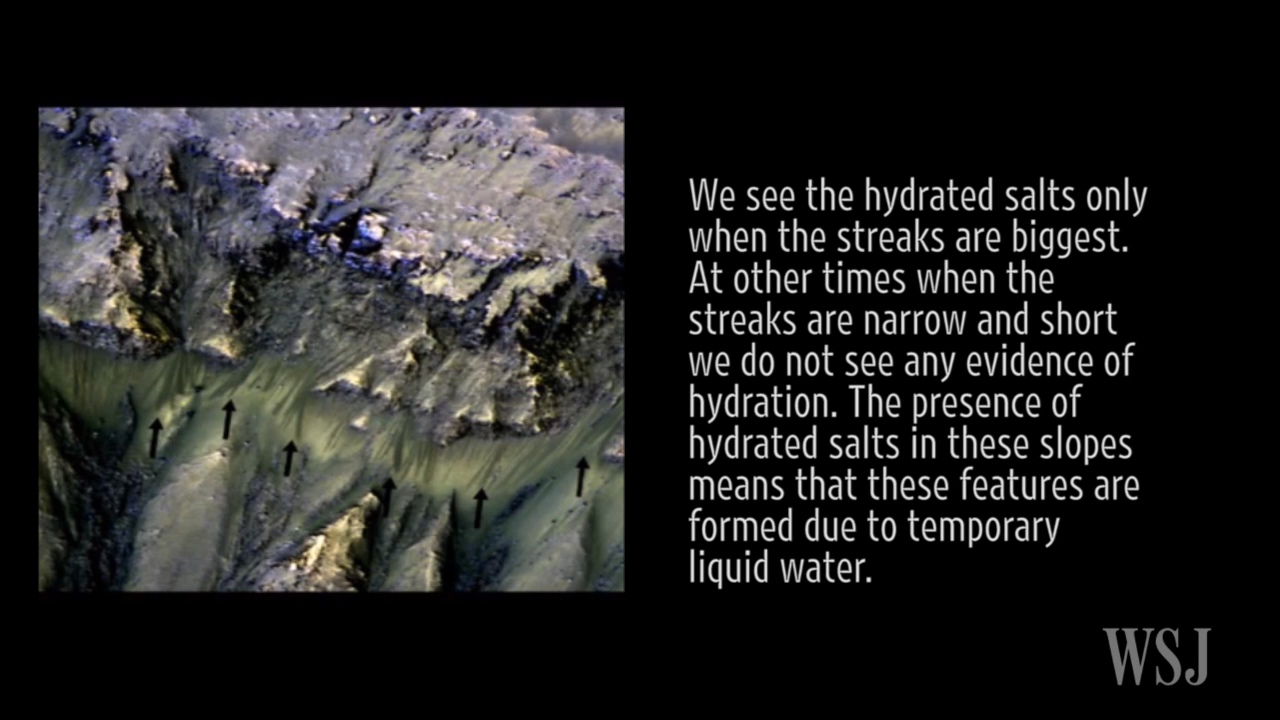 We see the hydrated salts only
when the streaks are biggest.
At other times when the
streaks are narrow and short
we do not see any evidence of
hydration. The presence of
hydrated salts in these slopes
means that these features are
formed due to temporary
liquid water.
WSJ